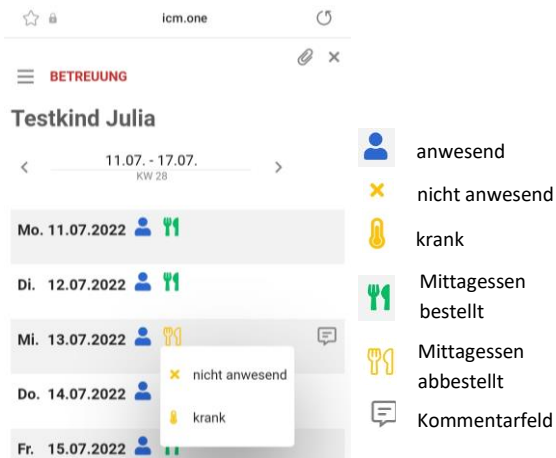 icm.one
BETREUUNG
Testkind Julia
11.07. - 17.07.
KW 28
Mo. 11.07.2022
Di. 12.07.2022
Mi. 13.07.2022
Do. 14.07.2022
Fr. 15.07.2022
nicht anwesend
krank
anwesend
nicht anwesend
krank
Mittagessen
bestellt
Mittagessen
abbestellt
Kommentarfeld